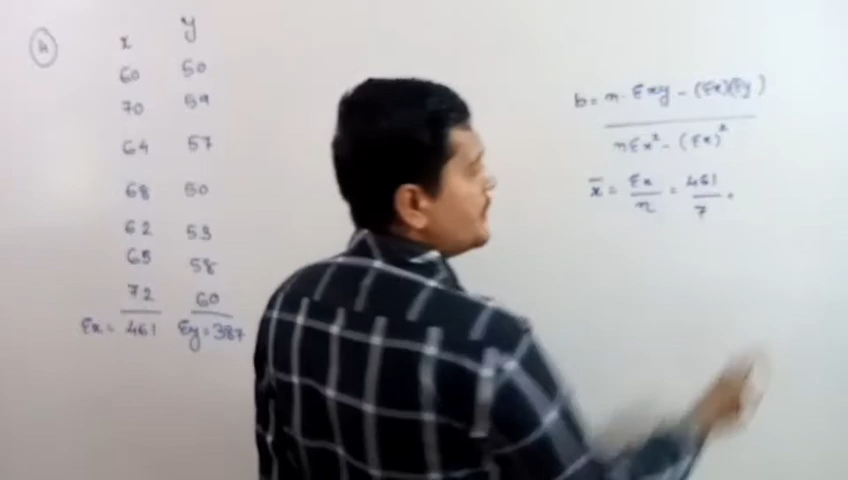 4
x y
60 50
70 59
64 57
68 50
62 53
65 58
72 60
Σx = 461 Σy = 387
b = n · Σxy - (Σx)(Σy)
nΣx² - (Σx)²
x̄ = Σx / n = 461 / 7 =